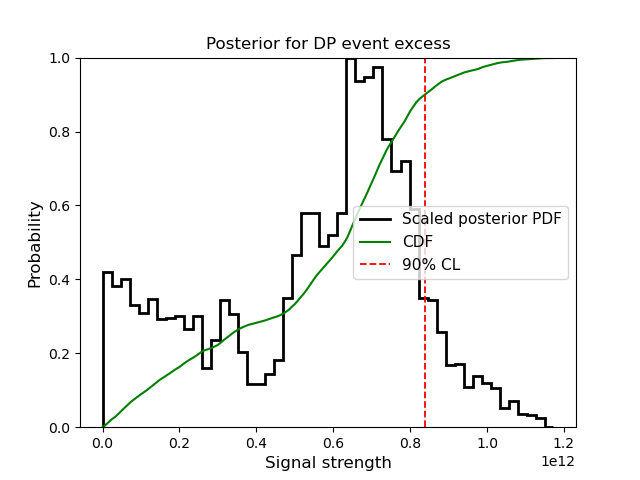 Posterior for DP event excess
1.0
0.8
0.6
0.4
0.2
0.0
Probability
Scaled posterior PDF
CDF
90% CL
0.0 0.2 0.4 0.6 0.8 1.0 1.2
1e12
Signal strength